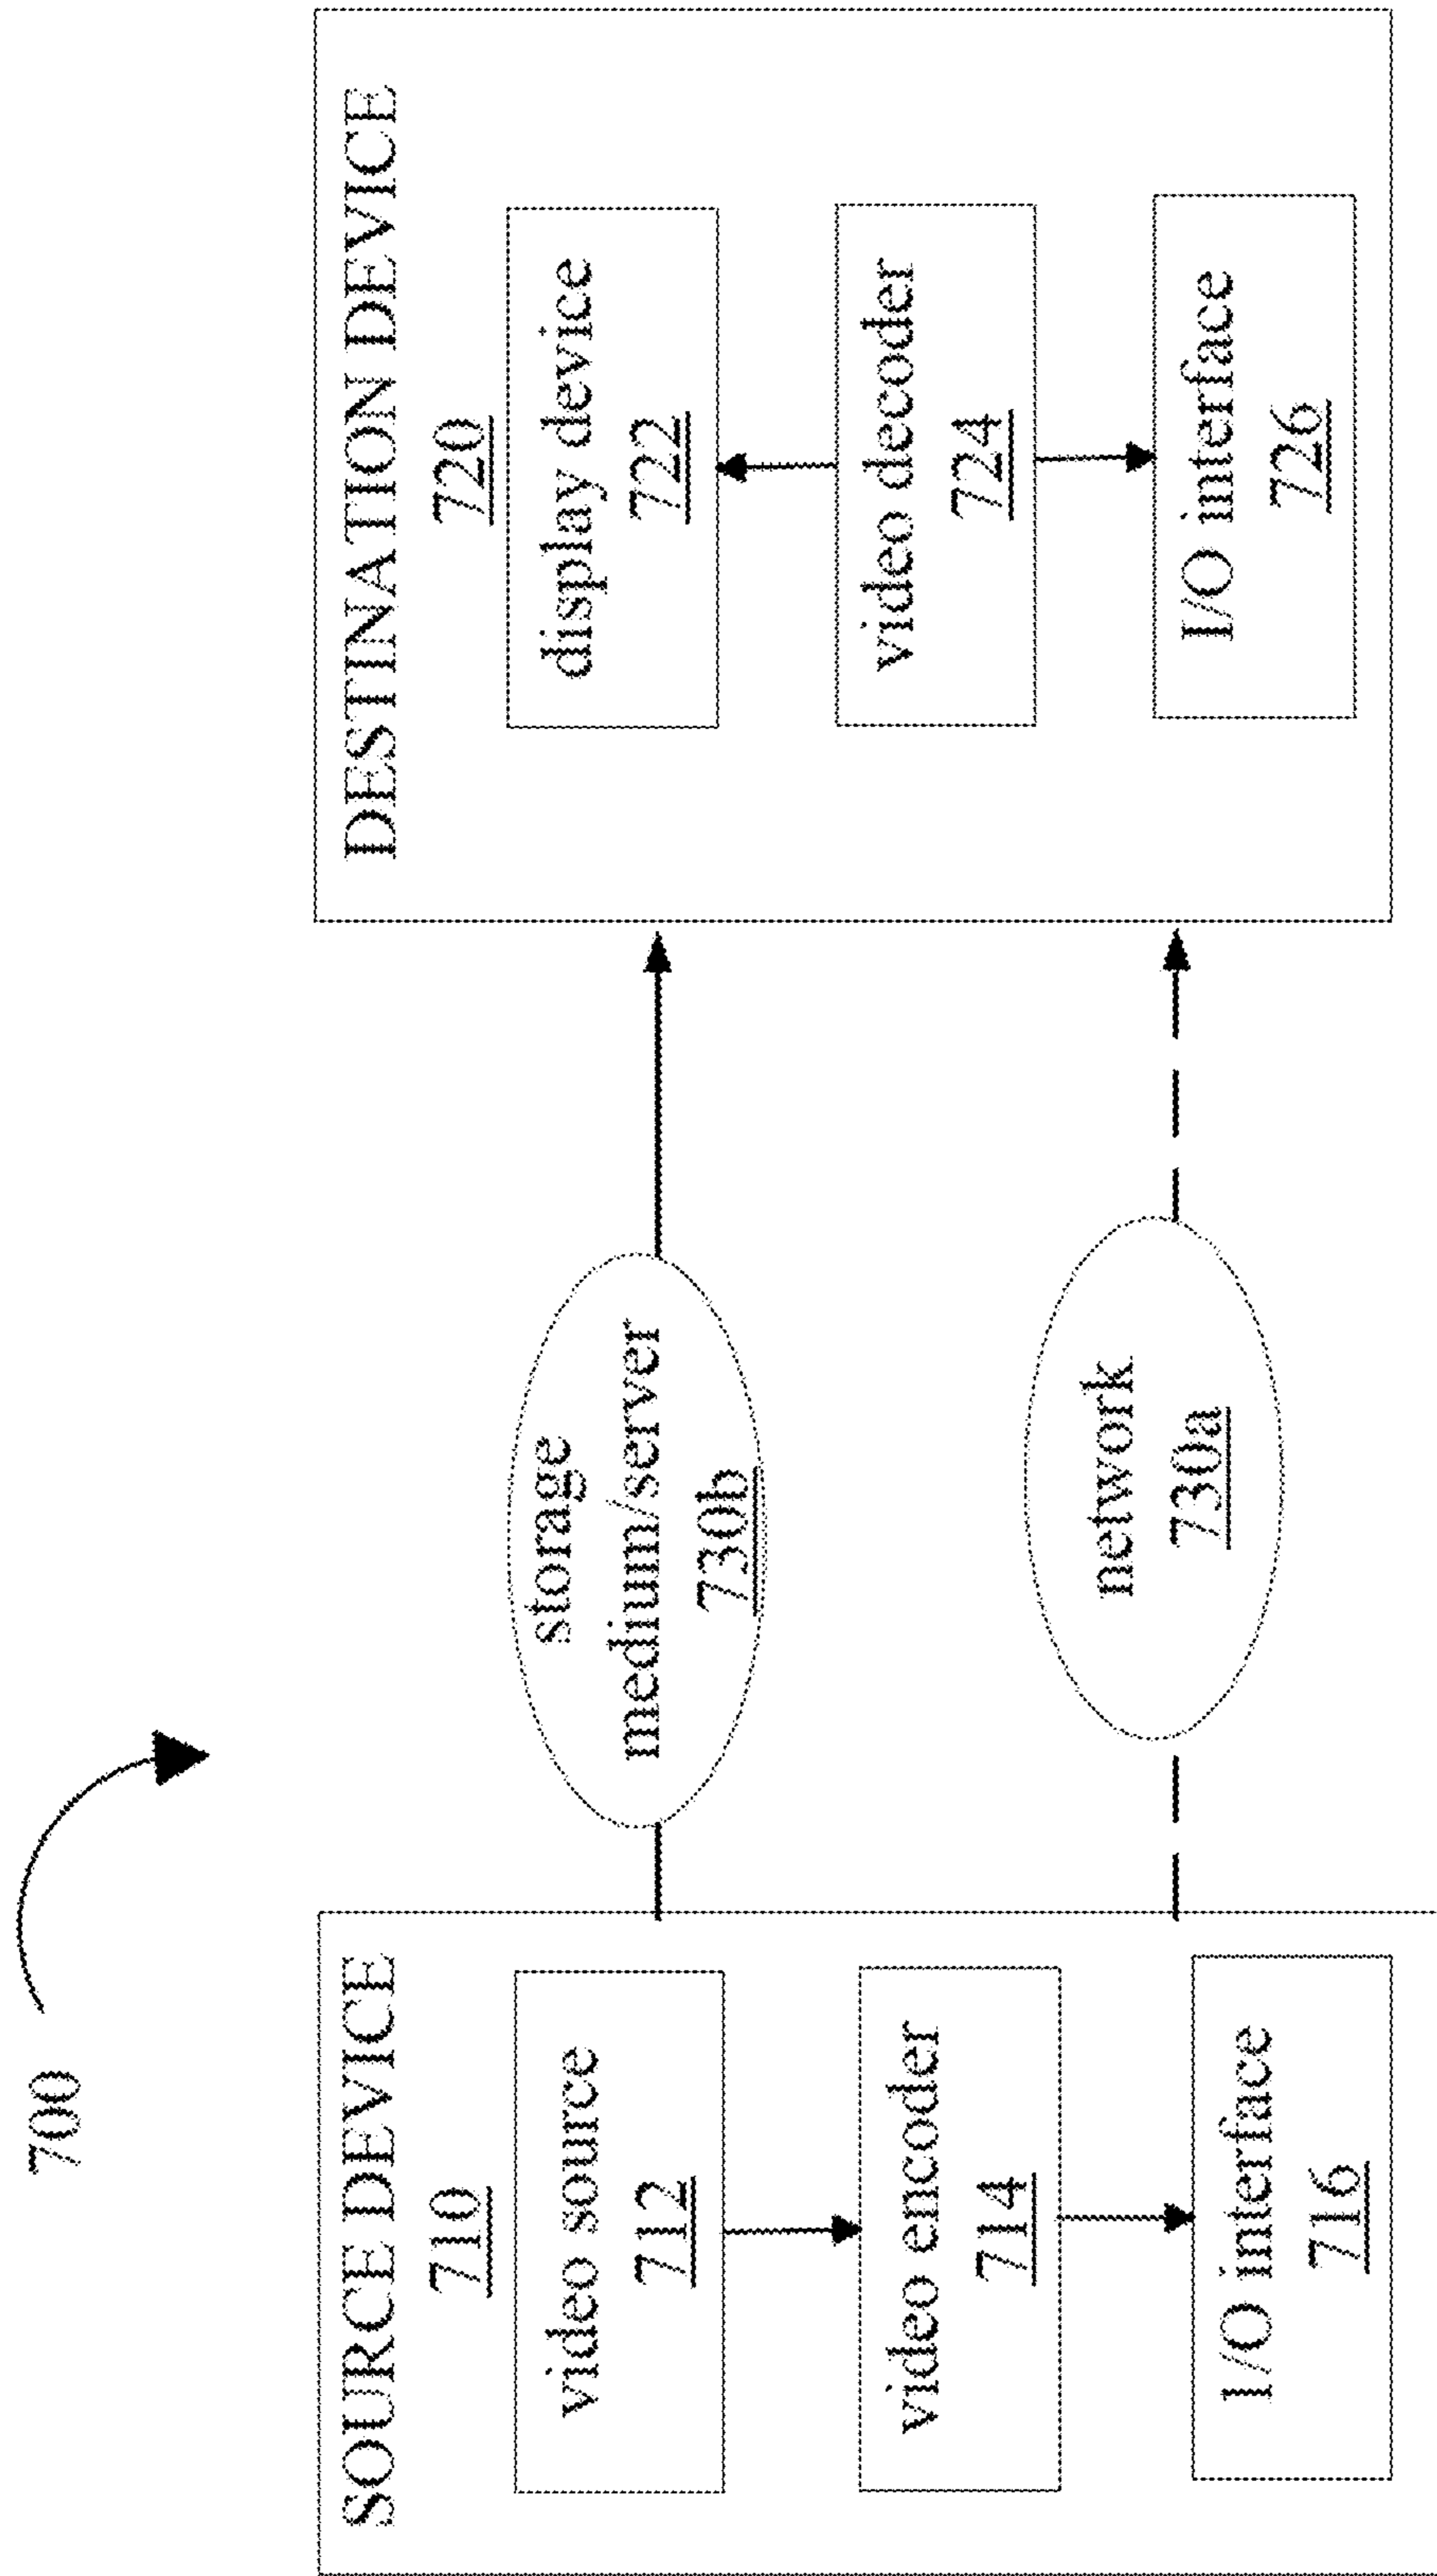 700
SOURCE DEVICE
710
video source
712
video encoder
714
I/O interface
716
storage
medium/server
730b
network
730a
DESTINATION DEVICE
720
display device
722
video decoder
724
I/O interface
726